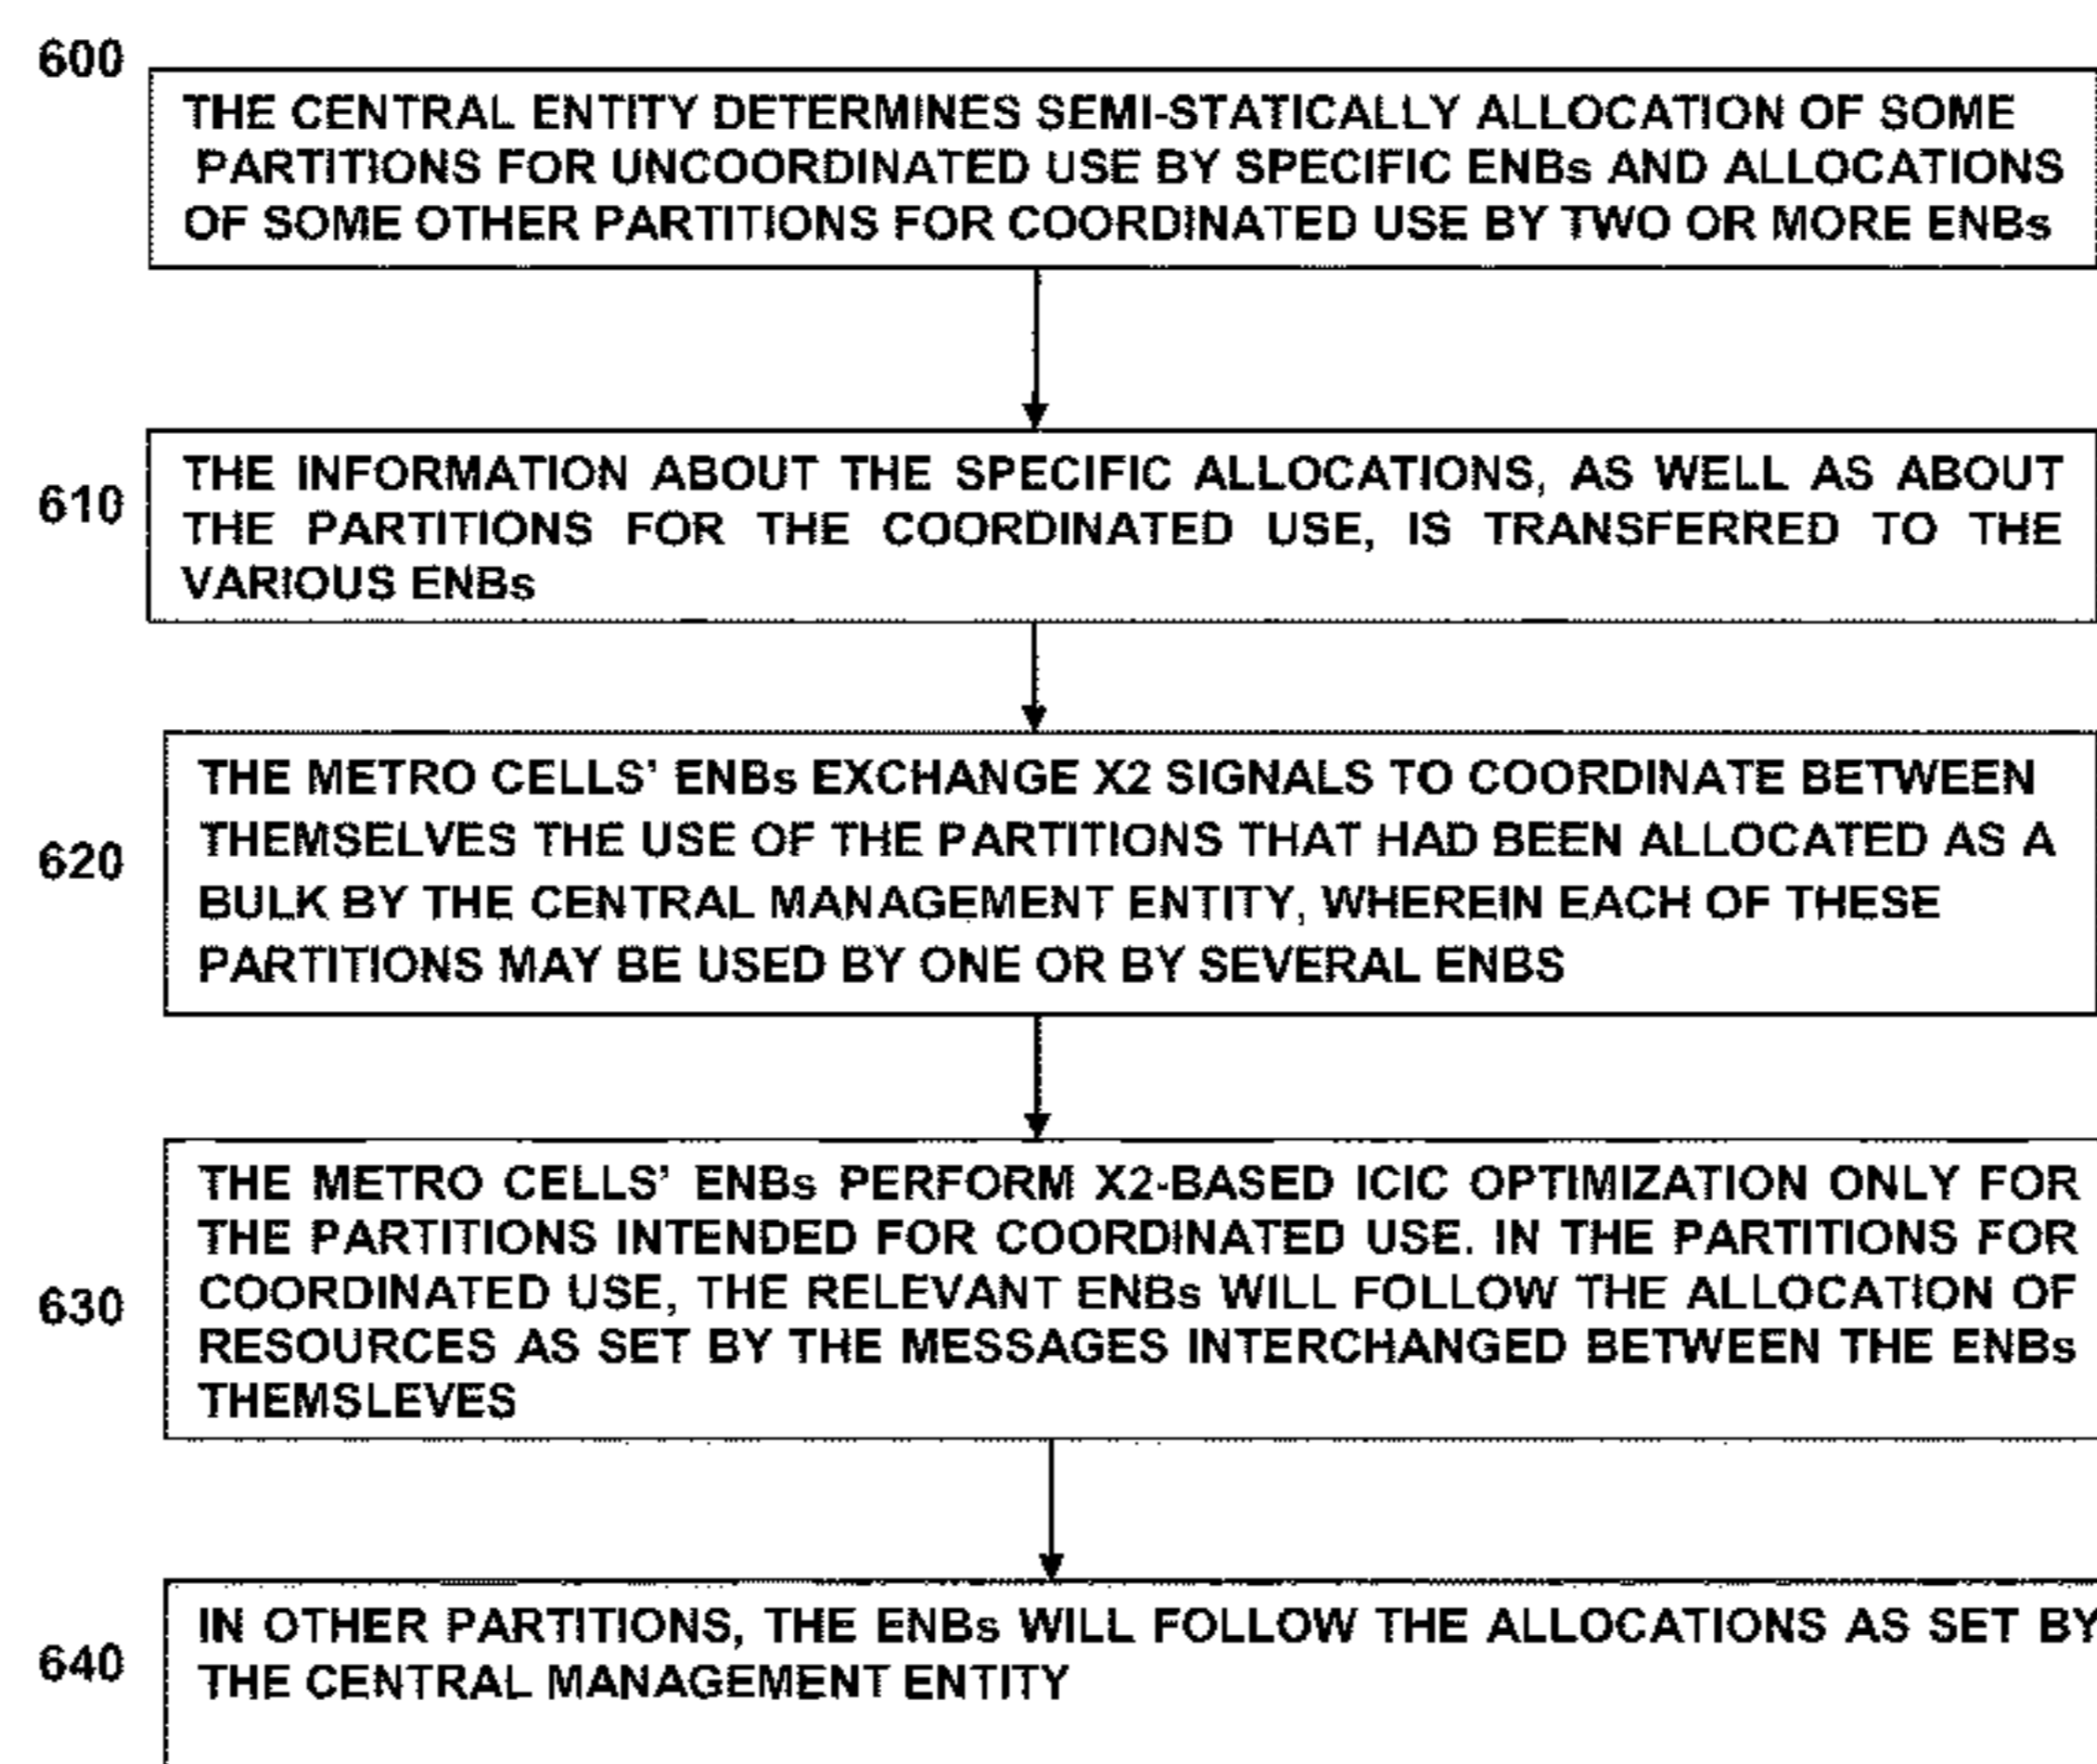 600
THE CENTRAL ENTITY DETERMINES SEMI-STATICALLY ALLOCATION OF SOME
PARTITIONS FOR UNCOORDINATED USE BY SPECIFIC ENBs AND ALLOCATIONS
OF SOME OTHER PARTITIONS FOR COORDINATED USE BY TWO OR MORE ENBs
610
THE INFORMATION ABOUT THE SPECIFIC ALLOCATIONS, AS WELL AS ABOUT
THE PARTITIONS FOR THE COORDINATED USE, IS TRANSFERRED TO THE
VARIOUS ENBs
620
THE METRO CELLS' ENBs EXCHANGE X2 SIGNALS TO COORDINATE BETWEEN
THEMSELVES THE USE OF THE PARTITIONS THAT HAD BEEN ALLOCATED AS A
BULK BY THE CENTRAL MANAGEMENT ENTITY, WHEREIN EACH OF THESE
PARTITIONS MAY BE USED BY ONE OR BY SEVERAL ENBS
630
THE METRO CELLS' ENBs PERFORM X2-BASED ICIC OPTIMIZATION ONLY FOR
THE PARTITIONS INTENDED FOR COORDINATED USE. IN THE PARTITIONS FOR
COORDINATED USE, THE RELEVANT ENBs WILL FOLLOW THE ALLOCATION OF
RESOURCES AS SET BY THE MESSAGES INTERCHANGED BETWEEN THE ENBs
THEMSLEVES
640
IN OTHER PARTITIONS, THE ENBs WILL FOLLOW THE ALLOCATIONS AS SET BY
THE CENTRAL MANAGEMENT ENTITY